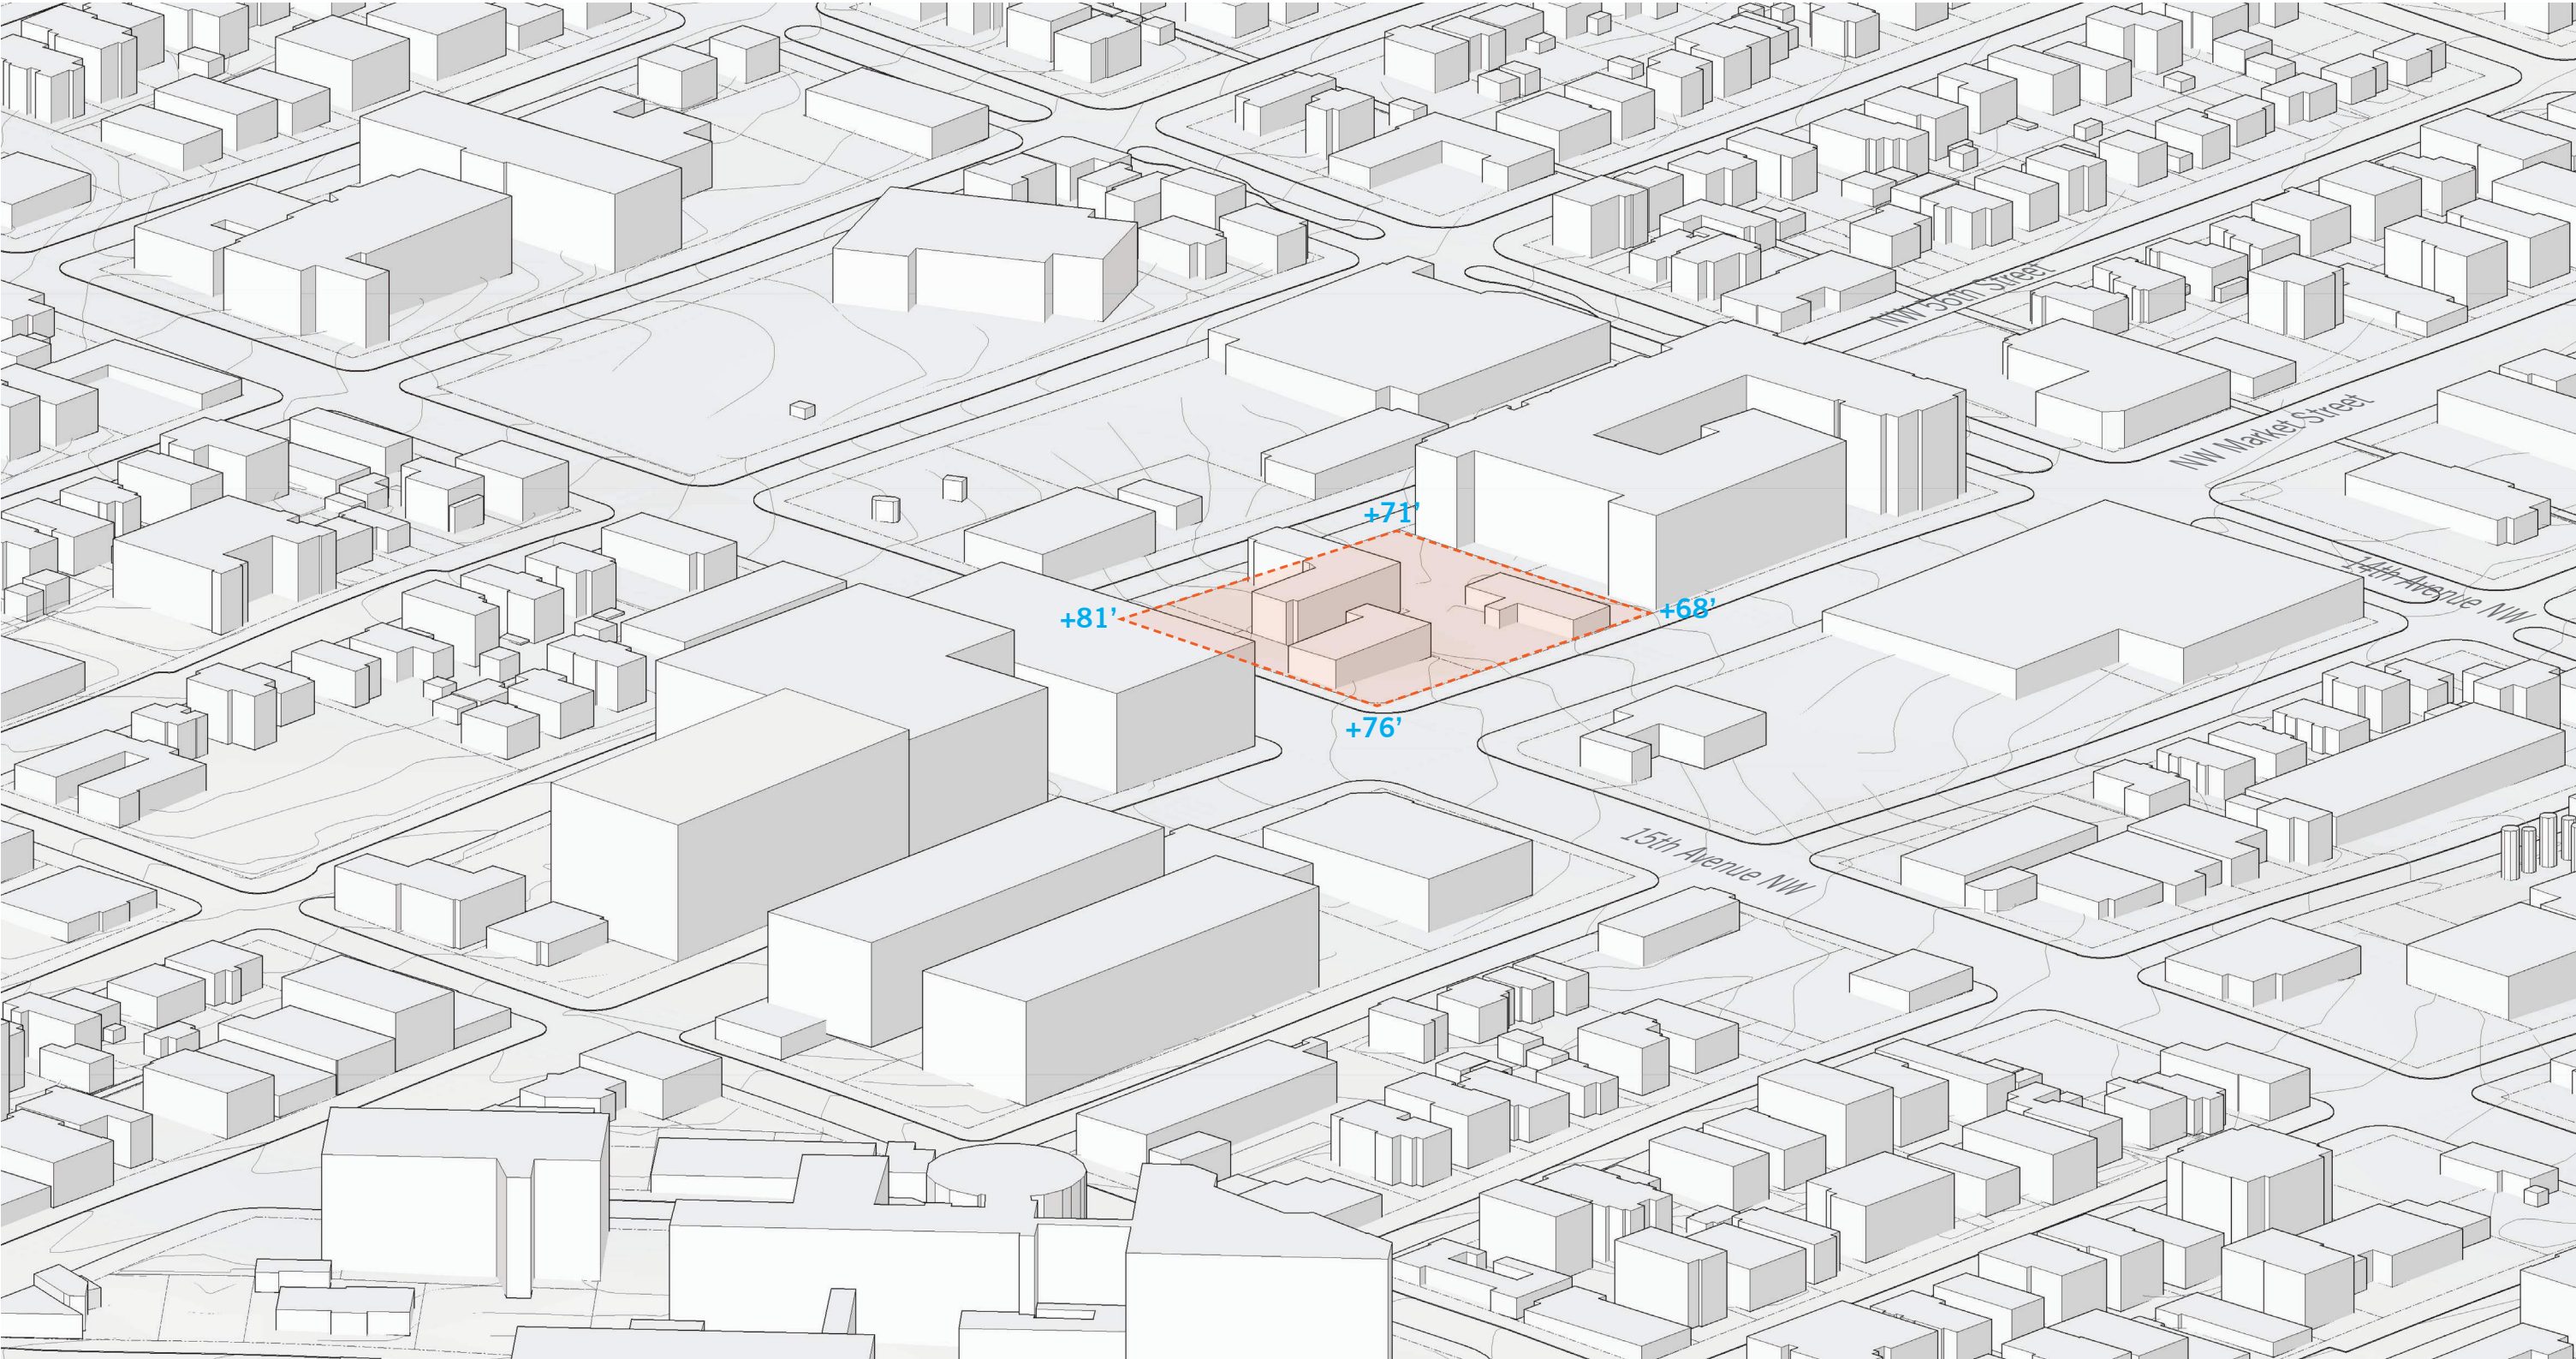 NW 56th Street
NW Market Street
+71’
14th Avenue NW
+81’
+68’
+76’
15th Avenue NW